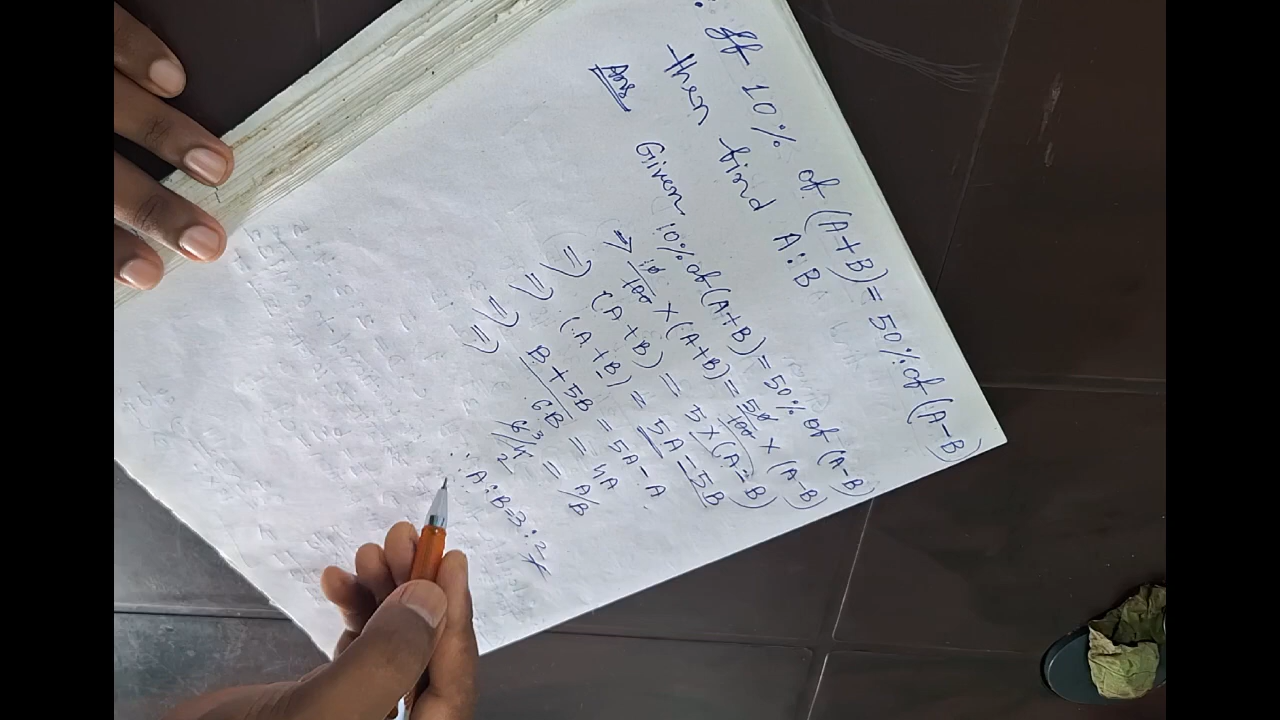 : If 10% of (A+B) = 50% of (A-B)
then find A:B
Ans
Given 10% of (A+B) = 50% of (A-B)
⇒ 10/100 × (A+B) = 50/100 × (A-B)
⇒ (A+B) = 5 × (A-B)
⇒ (A+B) = 5A-5B
⇒ B+5B = 5A-A
⇒ 6B = 4A
6/4 3/2 = A/B
∴ A:B=3:2